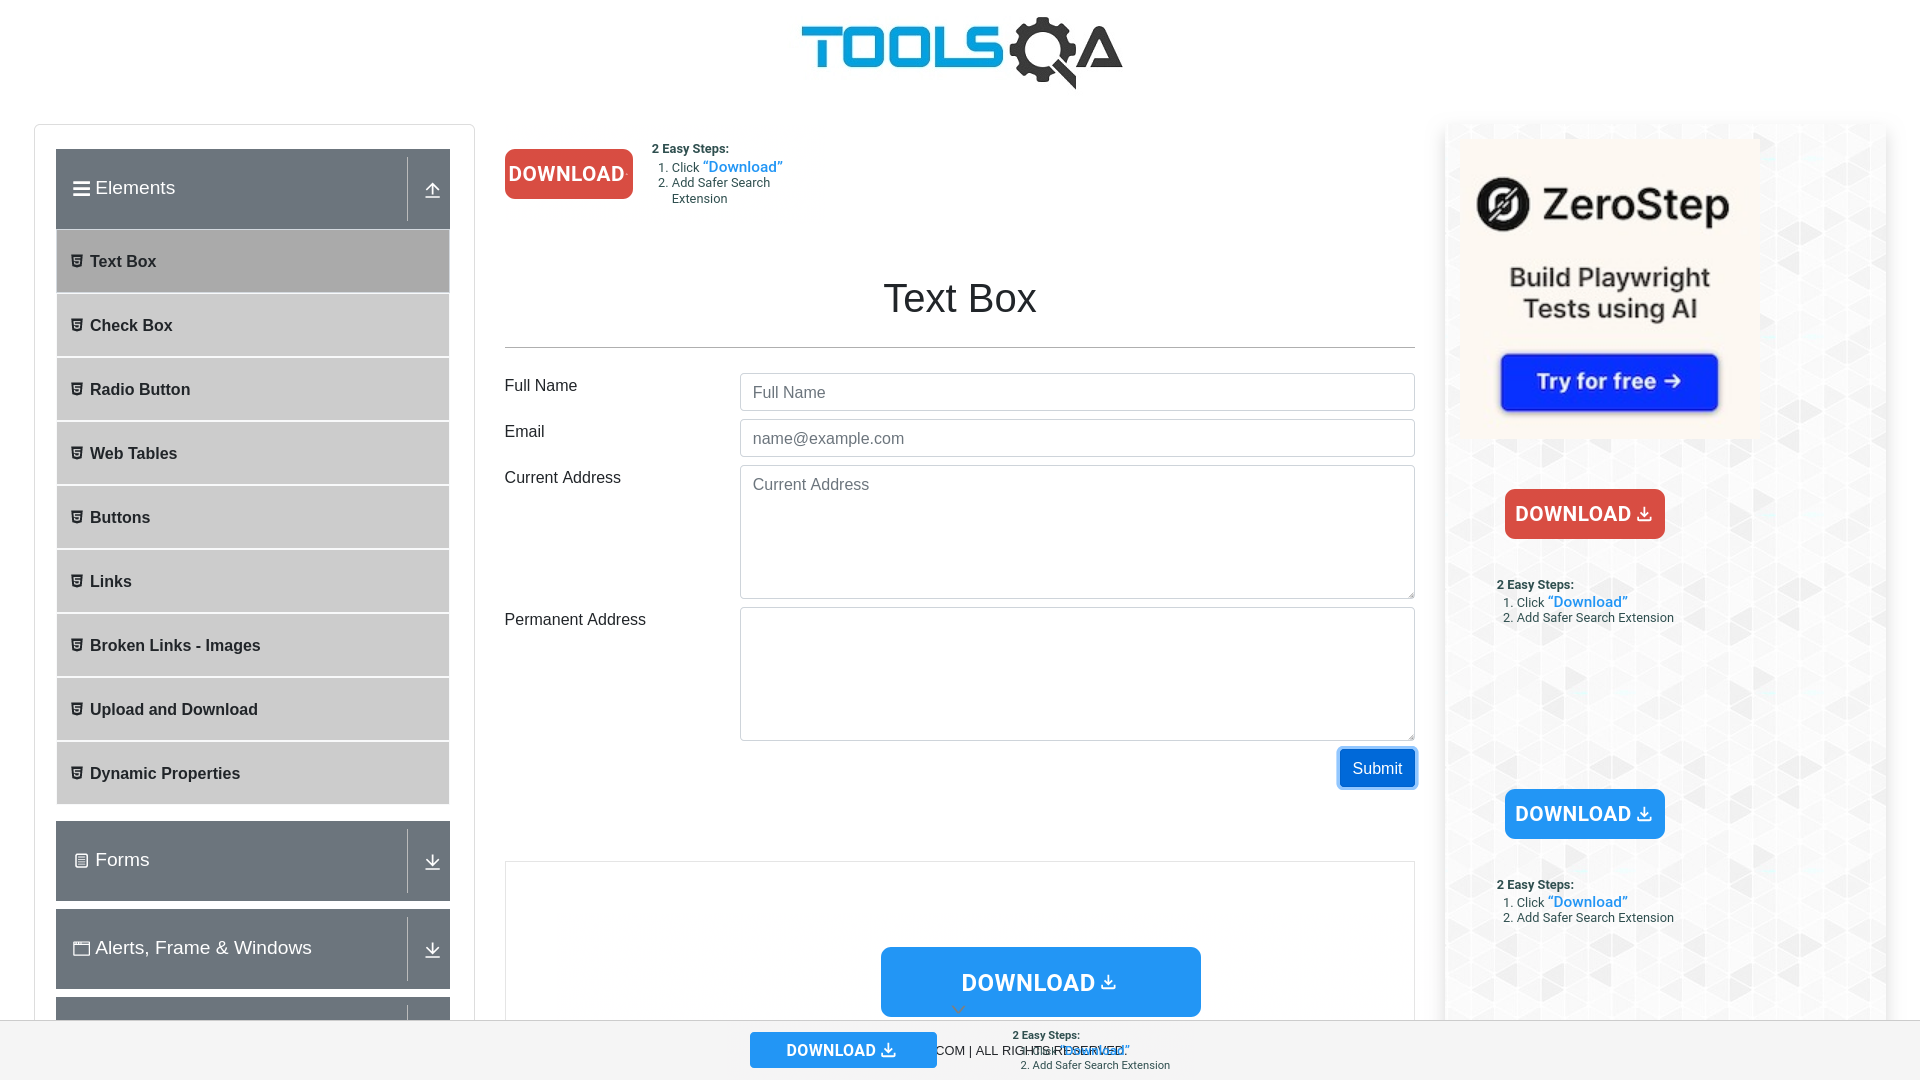 TOOLSQA
Elements
Text Box
Check Box
Radio Button
Web Tables
Buttons
Links
Broken Links - Images
Upload and Download
Dynamic Properties
Forms
Alerts, Frame & Windows
DOWNLOAD
2 Easy Steps:
1. Click “Download”
2. Add Safer Search
Extension
Text Box
Full Name
Full Name
Email
name@example.com
Current Address
Current Address
Permanent Address
Submit
DOWNLOAD
ZeroStep
Build Playwright
Tests using AI
Try for free →
DOWNLOAD
2 Easy Steps:
1. Click “Download”
2. Add Safer Search Extension
DOWNLOAD
2 Easy Steps:
1. Click “Download”
2. Add Safer Search Extension
DOWNLOAD
COM | ALL RIGHTS RESERVED.
2 Easy Steps:
1. Click “Download”
2. Add Safer Search Extension